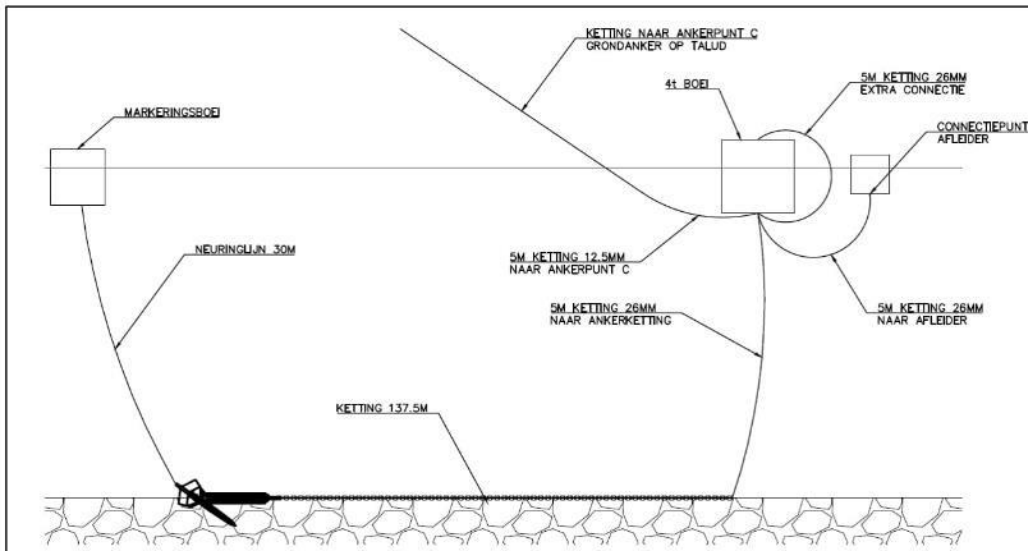 KETTING NAAR ANKERPUNT C
GRONDANKER OP TALUD
4t BOEI
5M KETTING 26MM
EXTRA CONNECTIE
MARKERINGSBOEI
CONNECTIEPUNT
AFLEIDER
NEURINGLIJN 30M
5M KETTING 12.5MM
NAAR ANKERPUNT C
5M KETTING 26MM
NAAR ANKERKETTING
5M KETTING 26MM
NAAR AFLEIDER
KETTING 137.5M